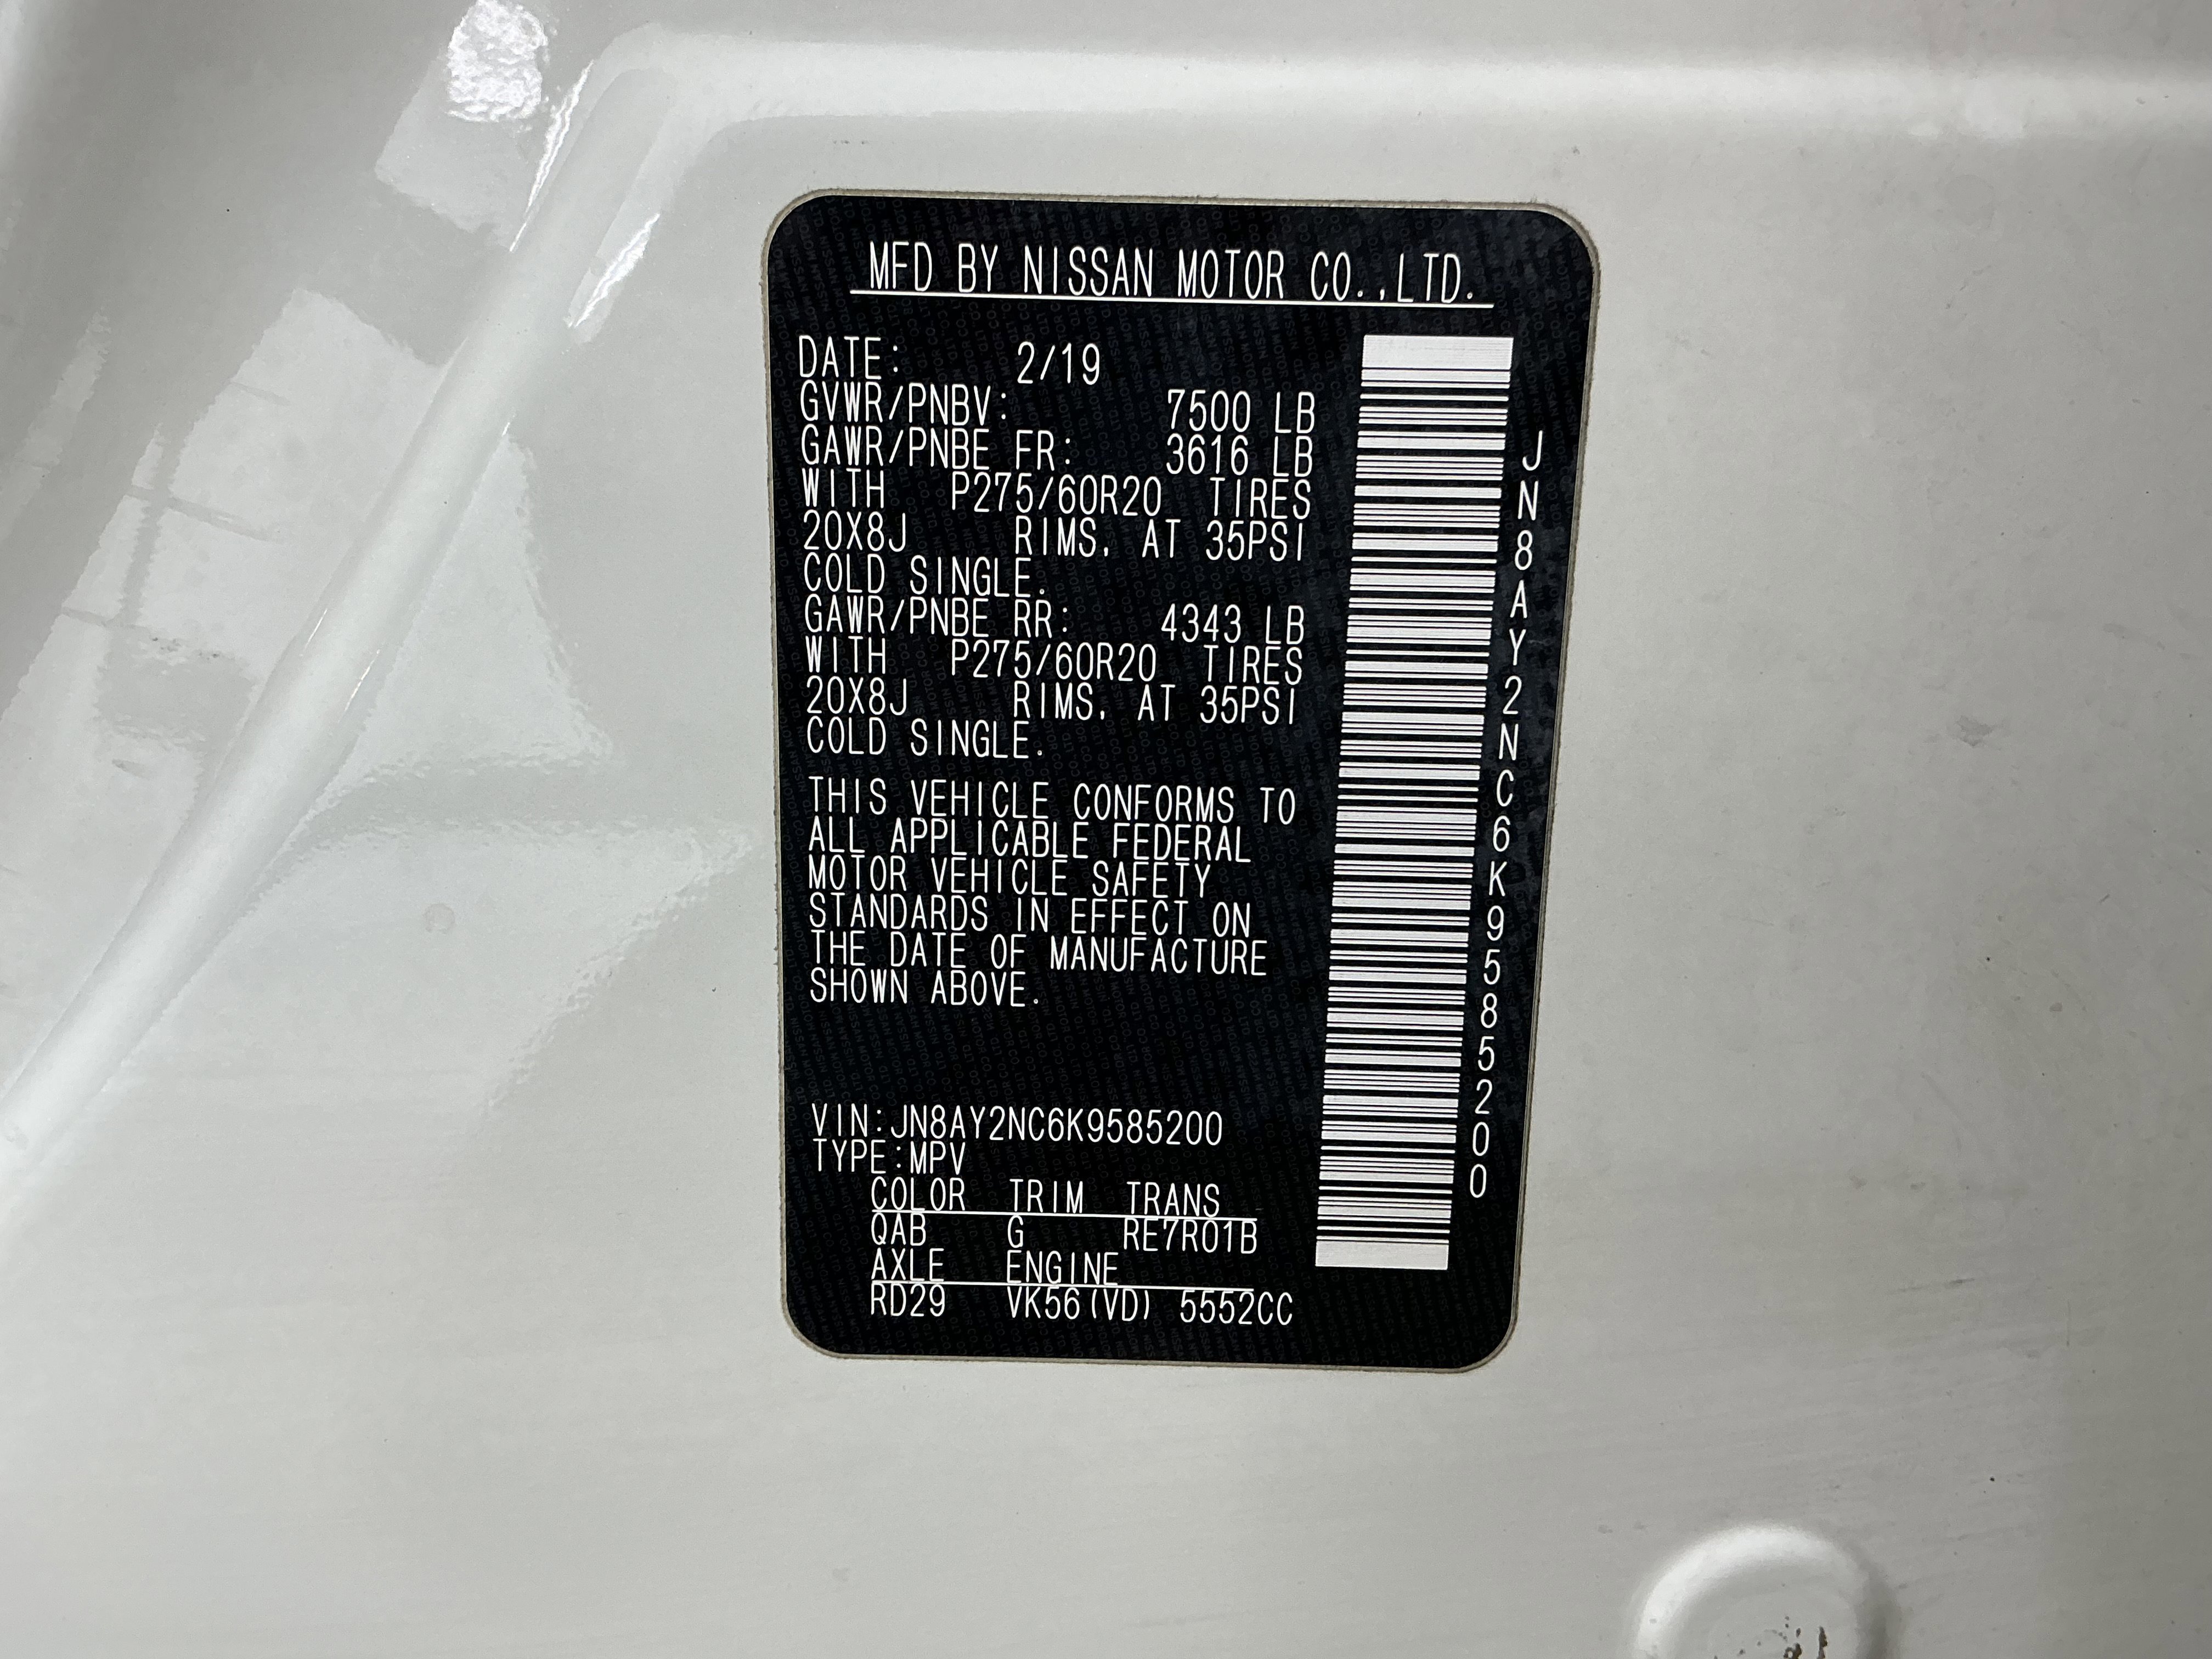 MFD BY NISSAN MOTOR CO.,LTD.
DATE: 2/19
GVWR/PNBV: 7500 LB
GAWR/PNBE FR: 3616 LB
WITH P275/60R20 TIRES
20X8J RIMS, AT 35PSI
COLD SINGLE.
GAWR/PNBE RR: 4343 LB
WITH P275/60R20 TIRES
20X8J RIMS, AT 35PSI
COLD SINGLE.
THIS VEHICLE CONFORMS TO
ALL APPLICABLE FEDERAL
MOTOR VEHICLE SAFETY
STANDARDS IN EFFECT ON
THE DATE OF MANUFACTURE
SHOWN ABOVE.
VIN:JN8AY2NC6K9585200
TYPE:MPV
COLOR TRIM TRANS
QAB G RE7R01B
AXLE ENGINE
RD29 VK56(VD) 5552CC
JN8AY2NC6K9585200